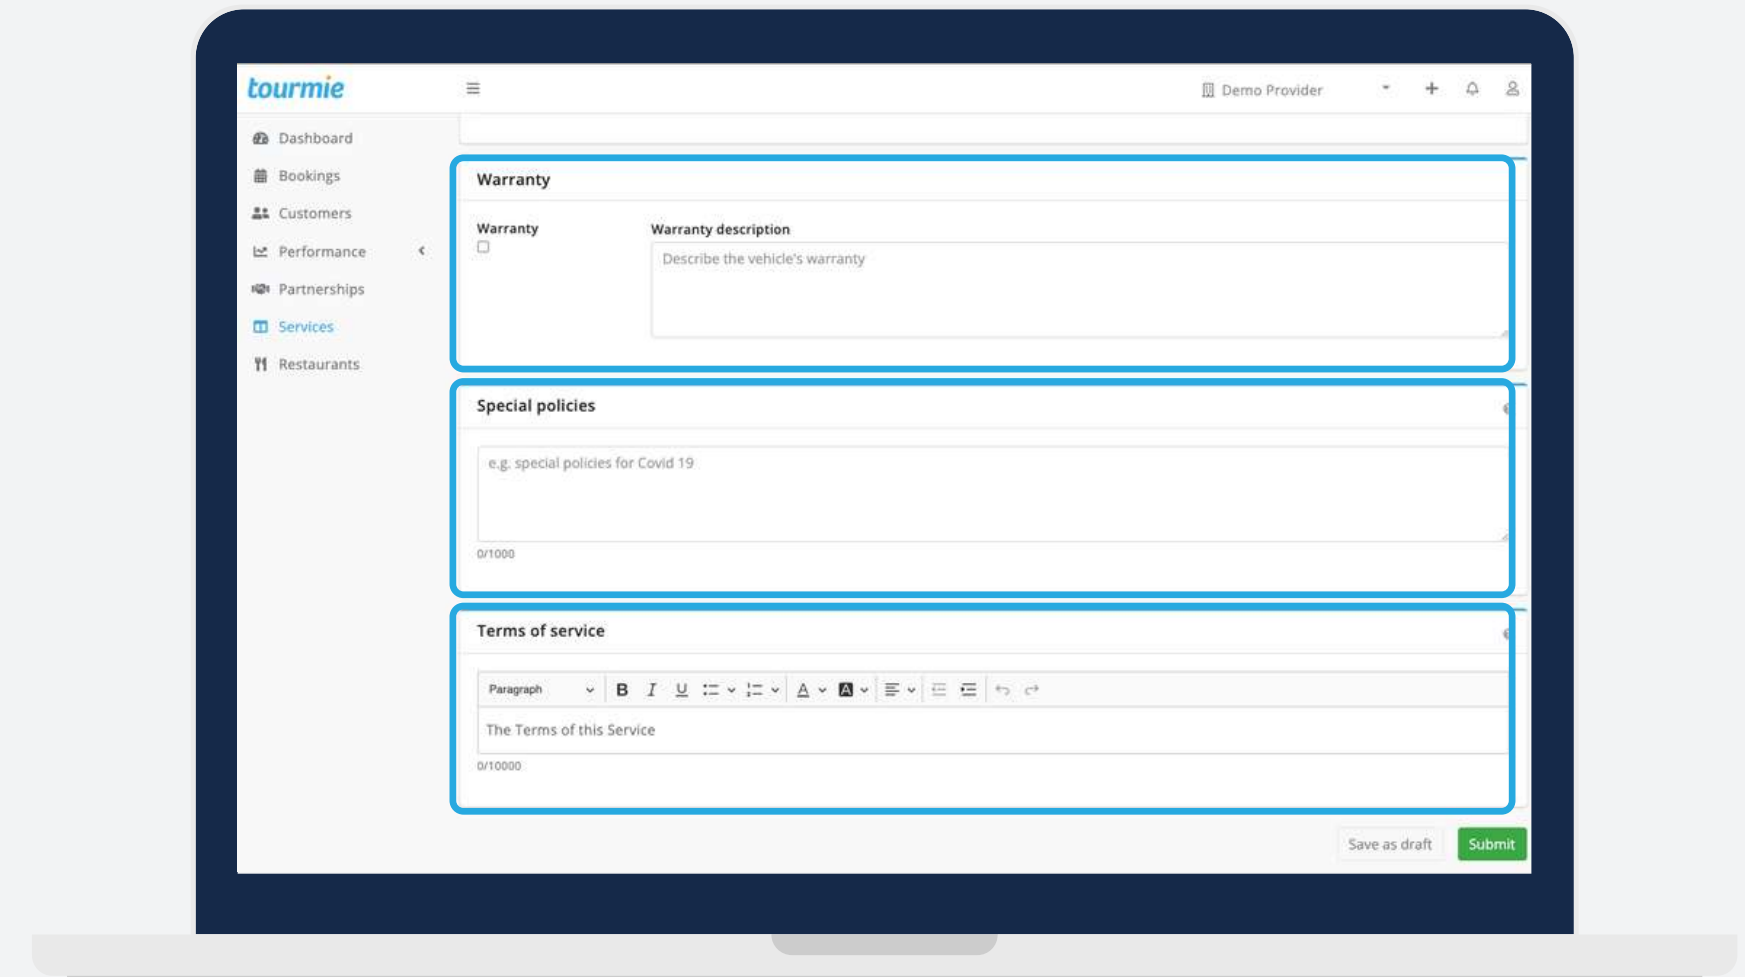 tourmie
Demo Provider
Dashboard
Bookings
Customers
Performance
Partnerships
Services
Restaurants
Warranty
Warranty
Warranty description
Describe the vehicle's warranty
Special policies
e.g. special policies for Covid 19
0/1000
Terms of service
Paragraph
B I U A A
The Terms of this Service
0/10000
Save as draft
Submit